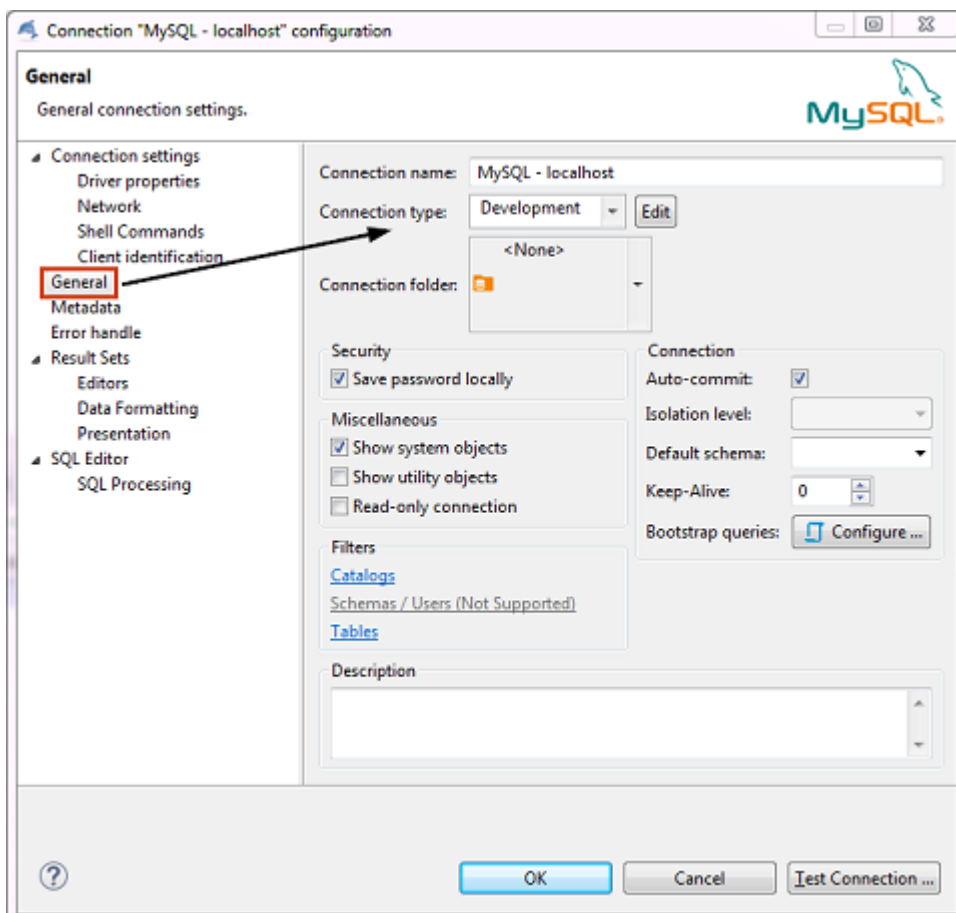 Connection "MySQL - localhost" configuration
General
General connection settings.
MySQL®
Connection settings
Driver properties
Network
Shell Commands
Client identification
General
Metadata
Error handle
Result Sets
Editors
Data Formatting
Presentation
SQL Editor
SQL Processing
Connection name: MySQL - localhost
Connection type: Development Edit
<None>
Connection folder:
Security
Save password locally
Miscellaneous
Show system objects
Show utility objects
Read-only connection
Filters
Catalogs
Schemas / Users (Not Supported)
Tables
Connection
Auto-commit:
Isolation level:
Default schema:
Keep-Alive: 0
Bootstrap queries: Configure ...
Description
?
OK Cancel Test Connection ...